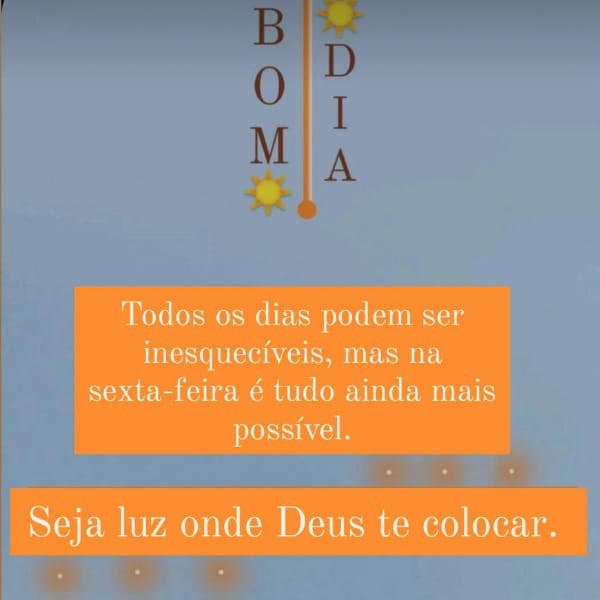 BOM
DIA
Todos os dias podem ser
inesquecíveis, mas na
sexta-feira é tudo ainda mais
possível.
Seja luz onde Deus te colocar.